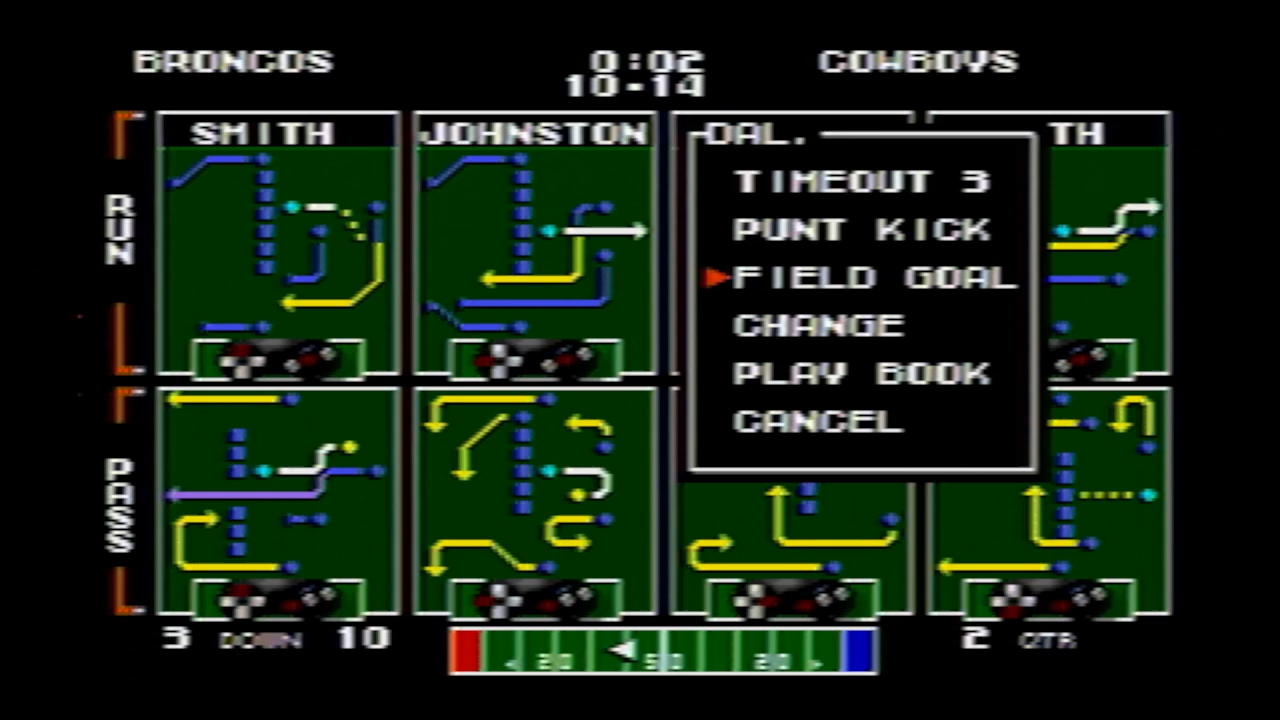 BRONCOS 0:02 COWBOYS
10-14
SMITH JOHNSTON DAL. TH
TIMEOUT 3
RUN
PUNT KICK
FIELD GOAL
CHANGE
PLAY BOOK
CANCEL
PASS
3 DOWN 10
20 50 20
2 QTR